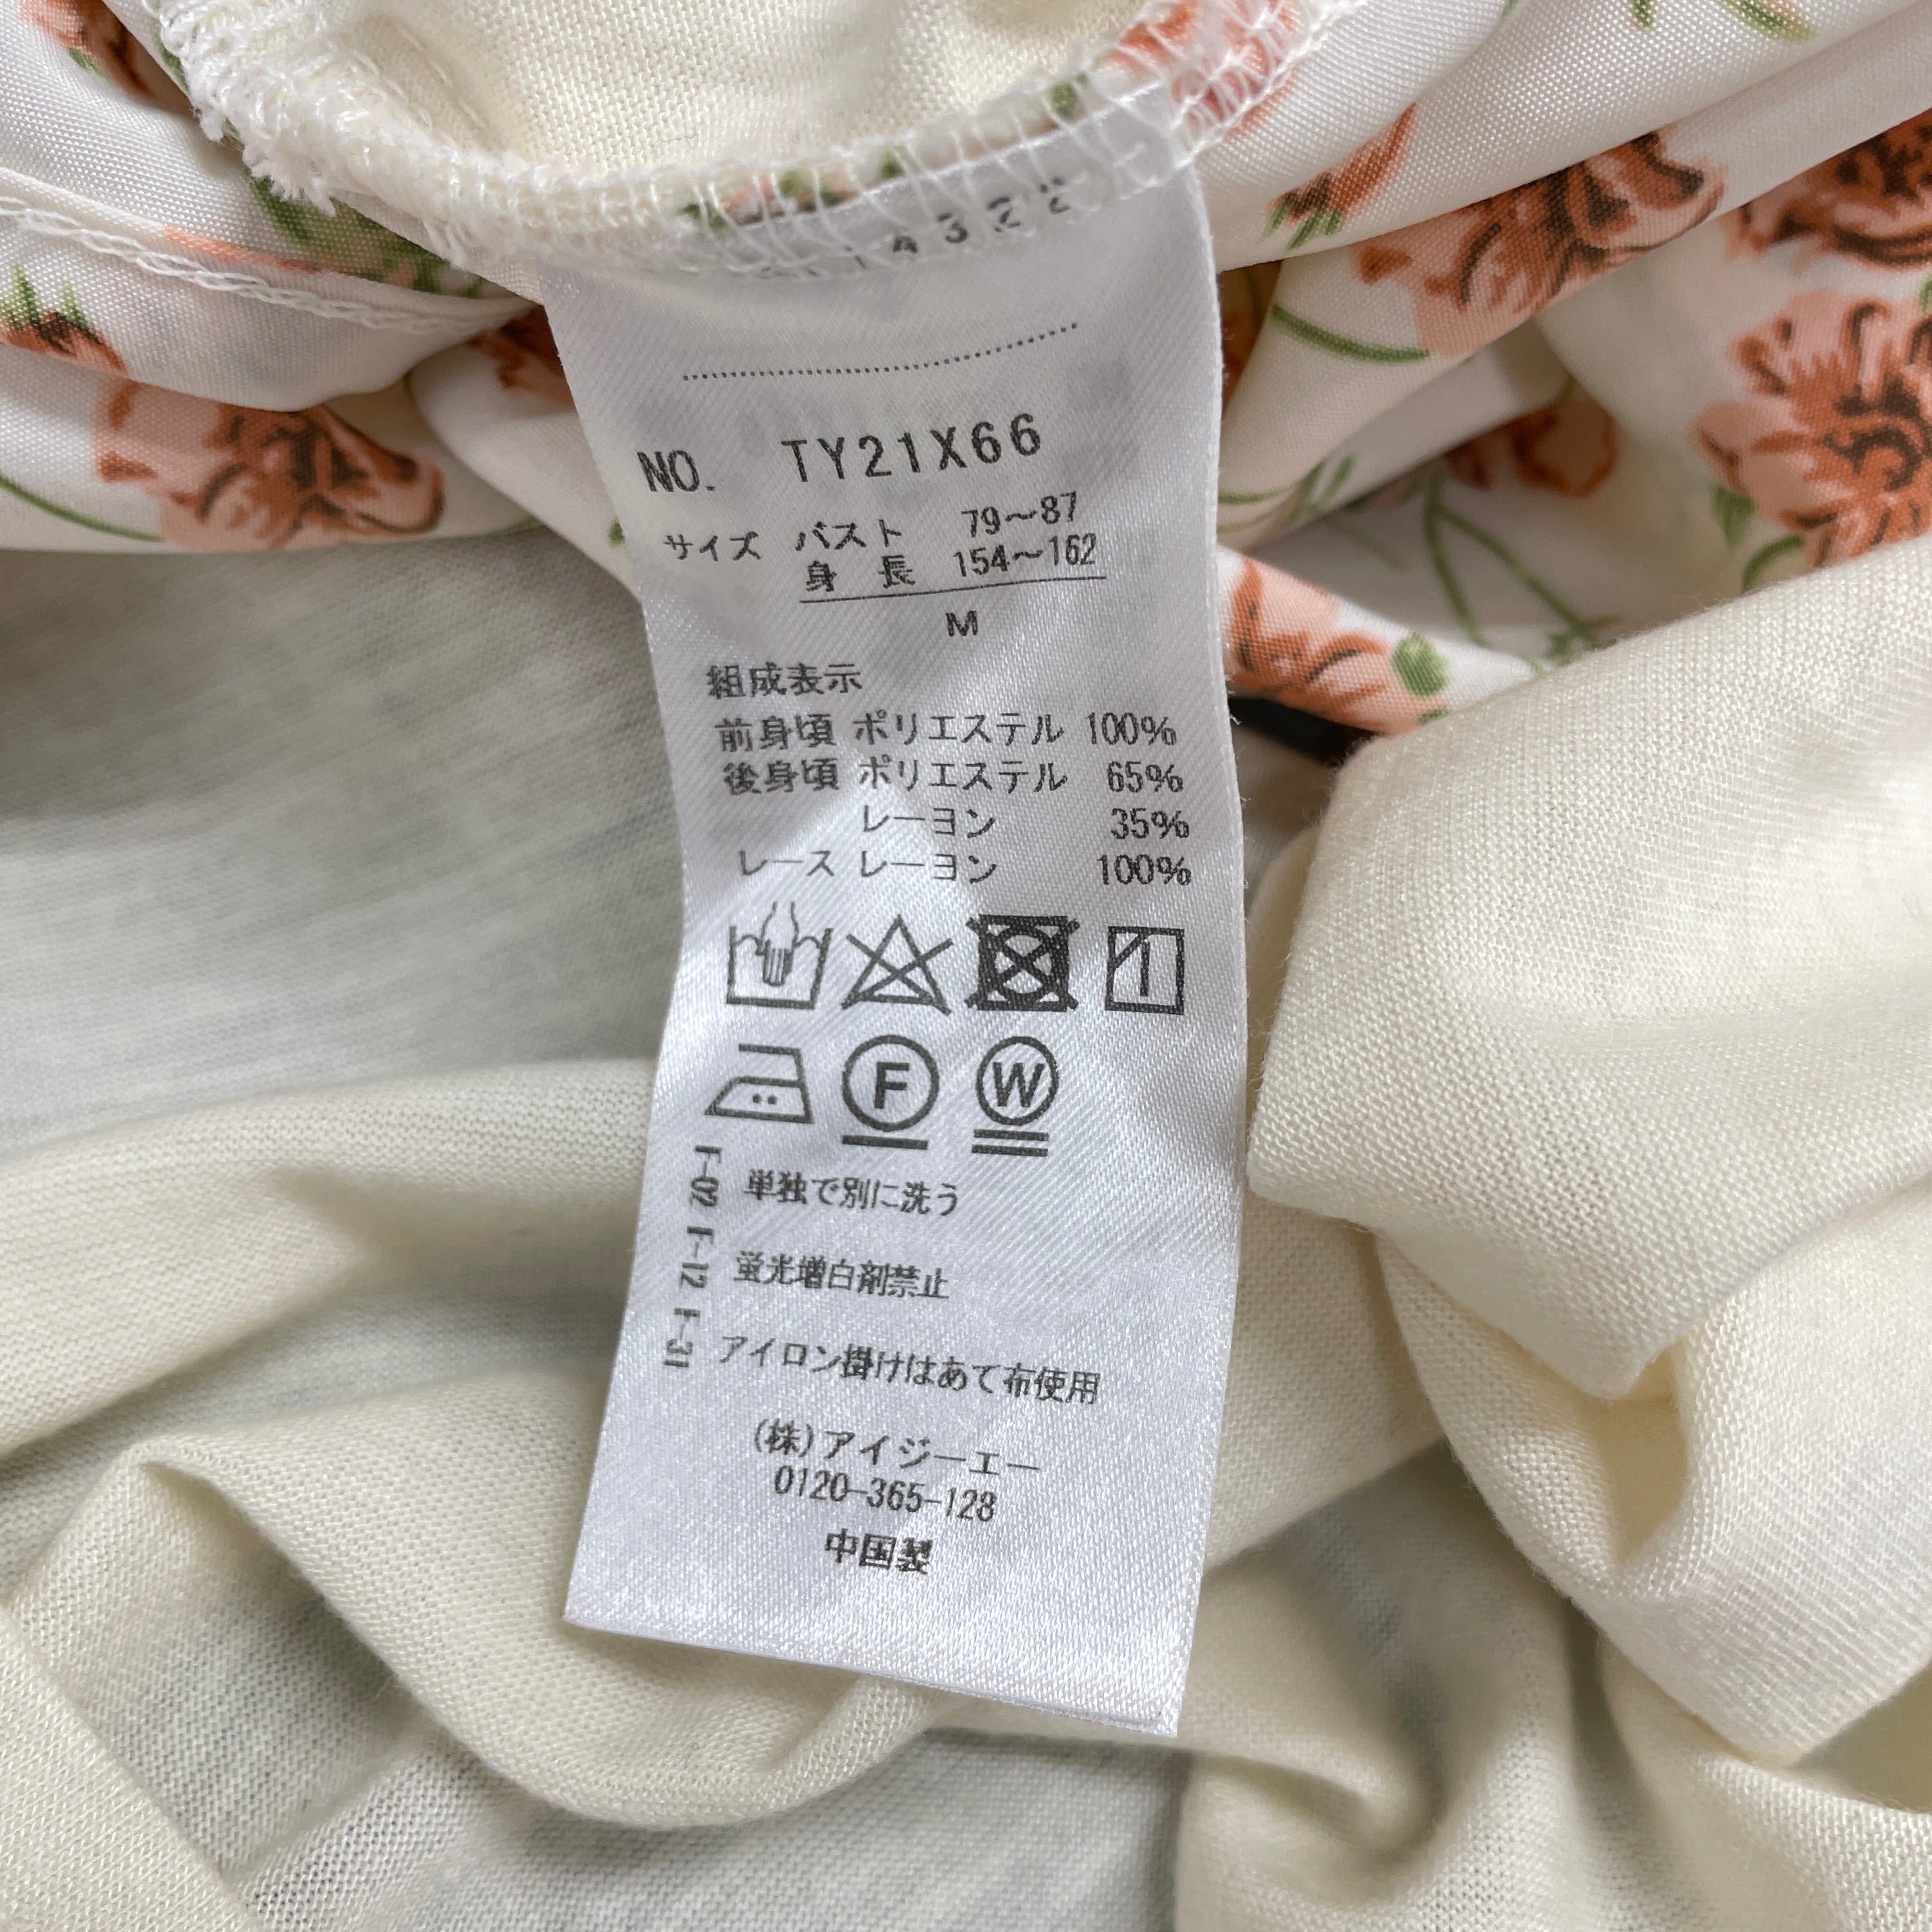 NO. TY21X66
サイズ バスト 79～87
身 長 154～162
M
組成表示
前身頃 ポリエステル 100%
後身頃 ポリエステル 65%
レーヨン 35%
レース レーヨン 100%
F
W
F-02 F-12 F-31
単独で別に洗う
蛍光増白剤禁止
アイロン掛けはあて布使用
(株)アイジーエー
0120-365-128
中国製